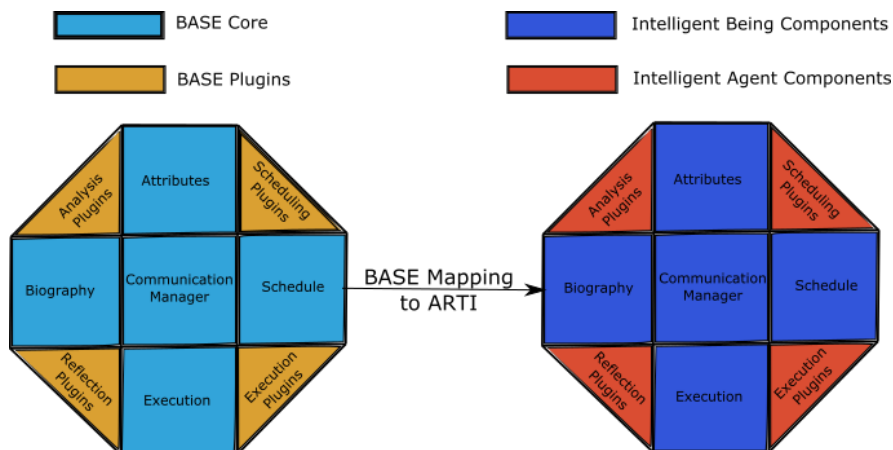 BASE Core
Intelligent Being Components
BASE Plugins
Intelligent Agent Components
Analysis
Plugins
Attributes
Scheduling
Plugins
Biography
Communication
Manager
Schedule
Reflection
Plugins
Execution
Execution
Plugins
BASE Mapping
to ARTI
Analysis
Plugins
Attributes
Scheduling
Plugins
Biography
Communication
Manager
Schedule
Reflection
Plugins
Execution
Execution
Plugins